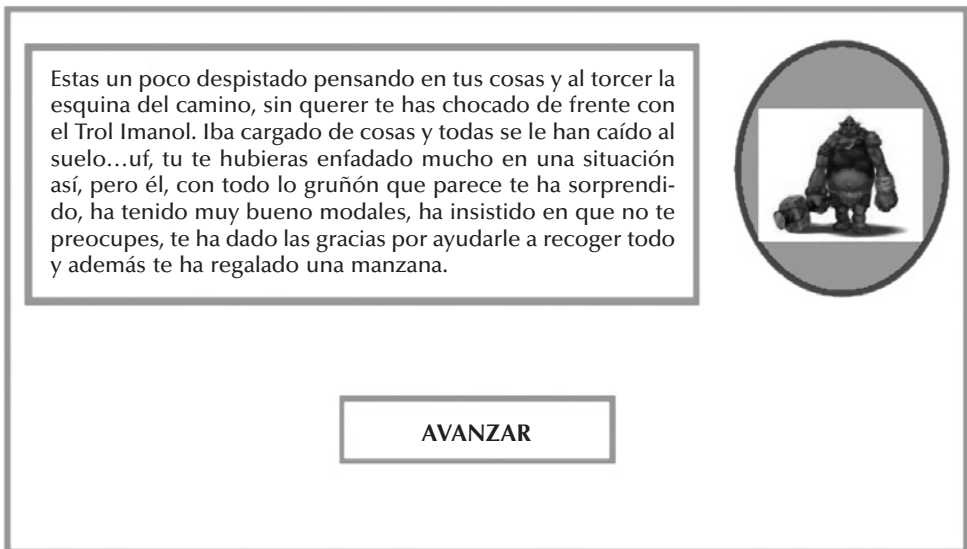 Estas un poco despistado pensando en tus cosas y al torcer la
esquina del camino, sin querer te has chocado de frente con
el Trol Imanol. Iba cargado de cosas y todas se le han caído al
suelo…uf, tu te hubieras enfadado mucho en una situación
así, pero él, con todo lo gruñón que parece te ha sorprendi-
do, ha tenido muy bueno modales, ha insistido en que no te
preocupes, te ha dado las gracias por ayudarle a recoger todo
y además te ha regalado una manzana.
AVANZAR